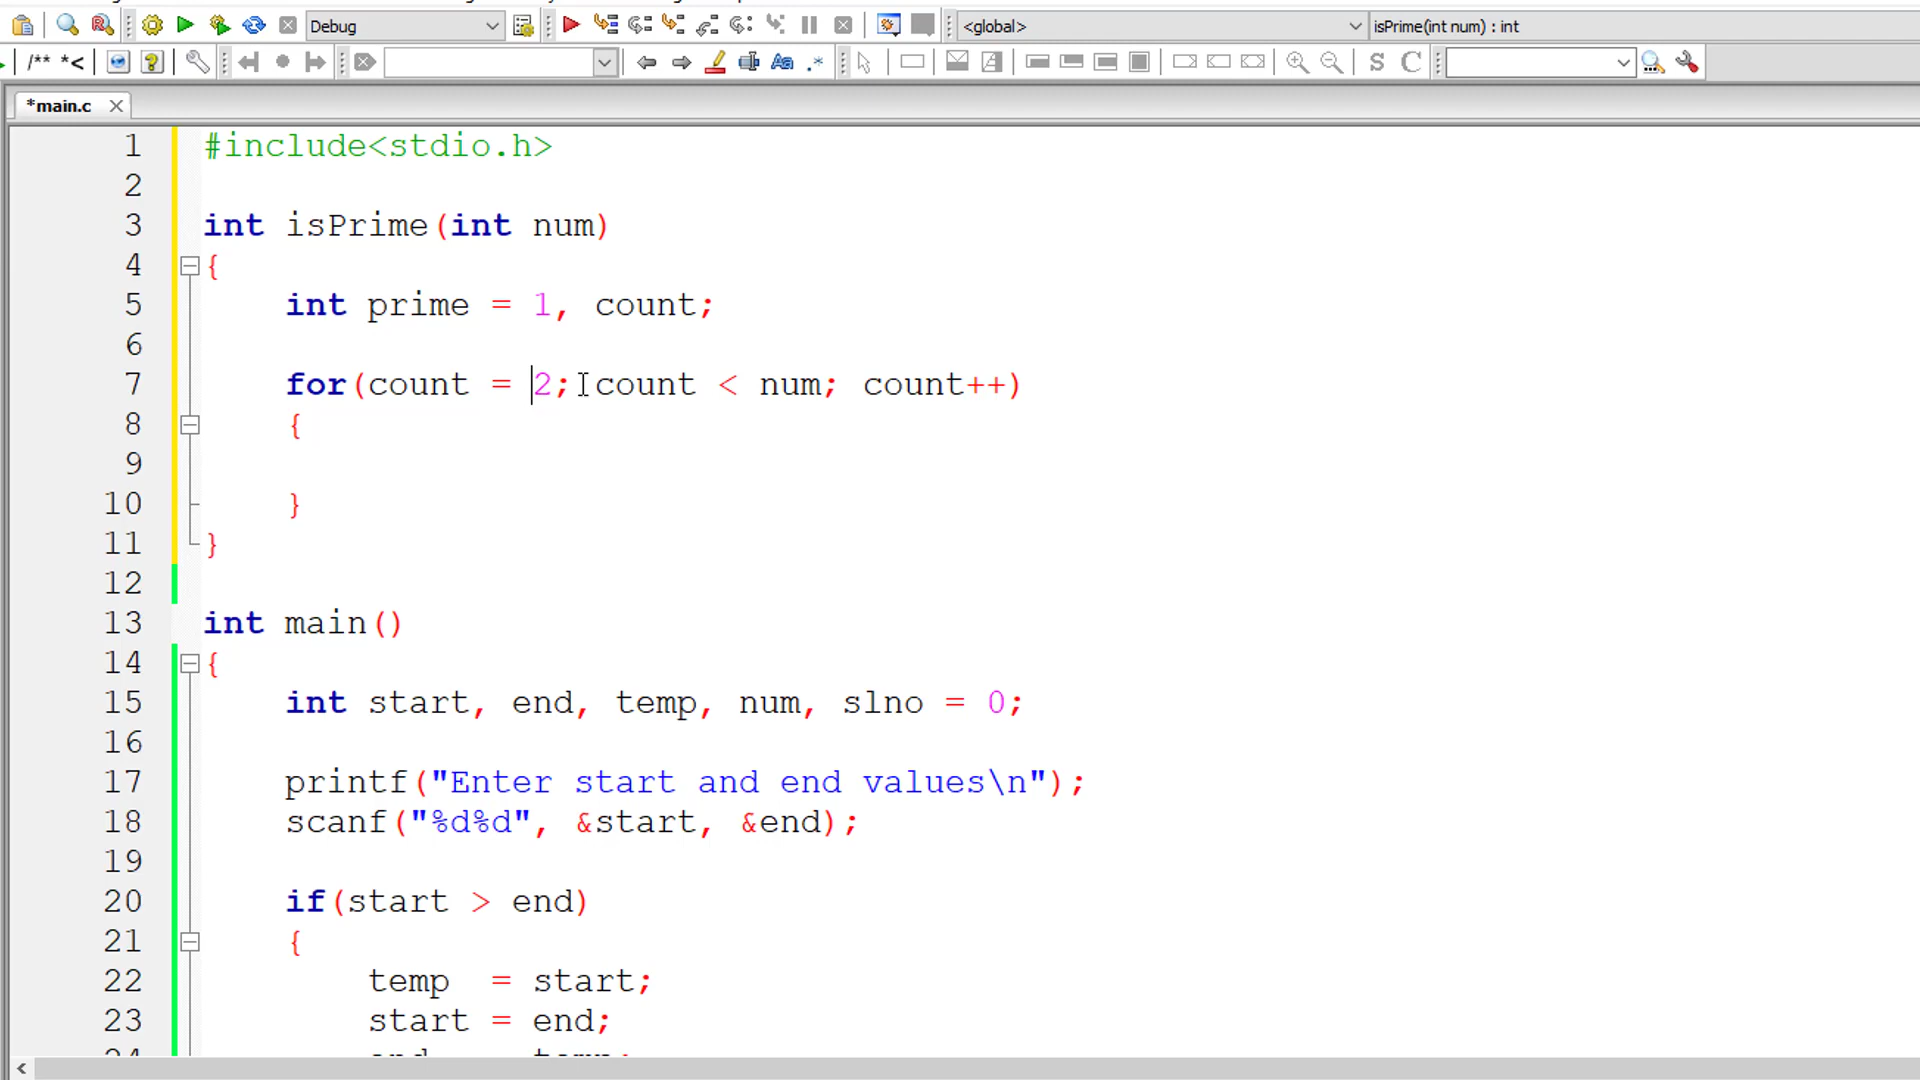 Debug
<global>
isPrime(int num) : int
/** *<
*main.c
1 #include<stdio.h>
2
3 int isPrime(int num)
4 {
5 int prime = 1, count;
6
7 for(count = 2; count < num; count++)
8 {
9
10 }
11 }
12
13 int main()
14 {
15 int start, end, temp, num, slno = 0;
16
17 printf("Enter start and end values\n");
18 scanf("%d%d", &start, &end);
19
20 if(start > end)
21 {
22 temp = start;
23 start = end;